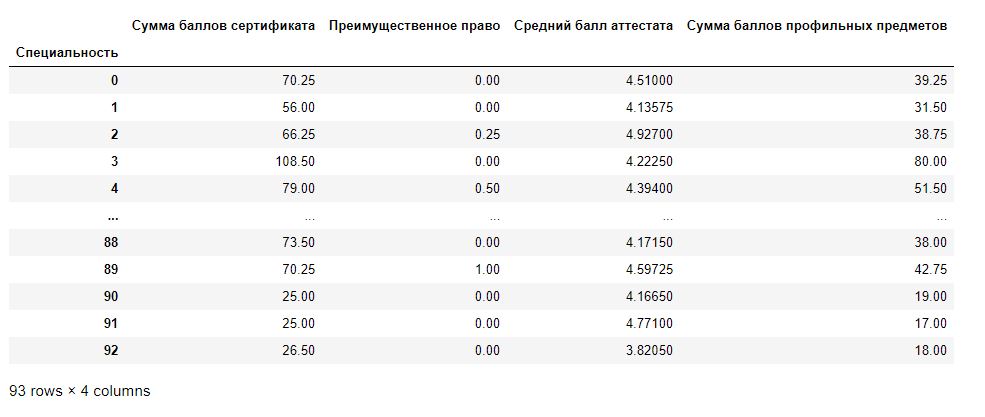 Сумма баллов сертификата Преимущественное право Средний балл аттестата Сумма баллов профильных предметов
Специальность
0 70.25 0.00 4.51000 39.25
1 56.00 0.00 4.13575 31.50
2 66.25 0.25 4.92700 38.75
3 108.50 0.00 4.22250 80.00
4 79.00 0.50 4.39400 51.50
... ... ... ... ...
88 73.50 0.00 4.17150 38.00
89 70.25 1.00 4.59725 42.75
90 25.00 0.00 4.16650 19.00
91 25.00 0.00 4.77100 17.00
92 26.50 0.00 3.82050 18.00
93 rows × 4 columns